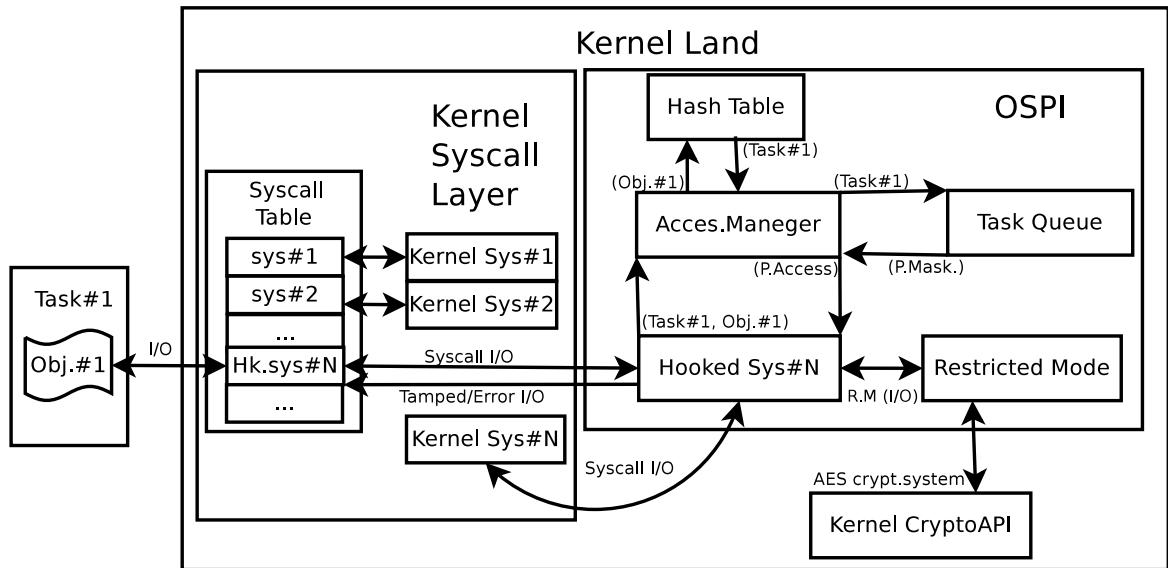 Kernel Land
Kernel
Syscall
Layer
OSPI
Hash Table
(Task#1)
(Obj.#1)
(Task#1)
Acces.Maneger
Task Queue
(P.Access)
(P.Mask.)
Syscall
Table
sys#1
sys#2
...
Hk.sys#N
...
Kernel Sys#1
Kernel Sys#2
Task#1
Obj.#1
I/O
Syscall I/O
Tamped/Error I/O
(Task#1, Obj.#1)
Hooked Sys#N
R.M (I/O)
Restricted Mode
Kernel Sys#N
Syscall I/O
AES crypt.system
Kernel CryptoAPI